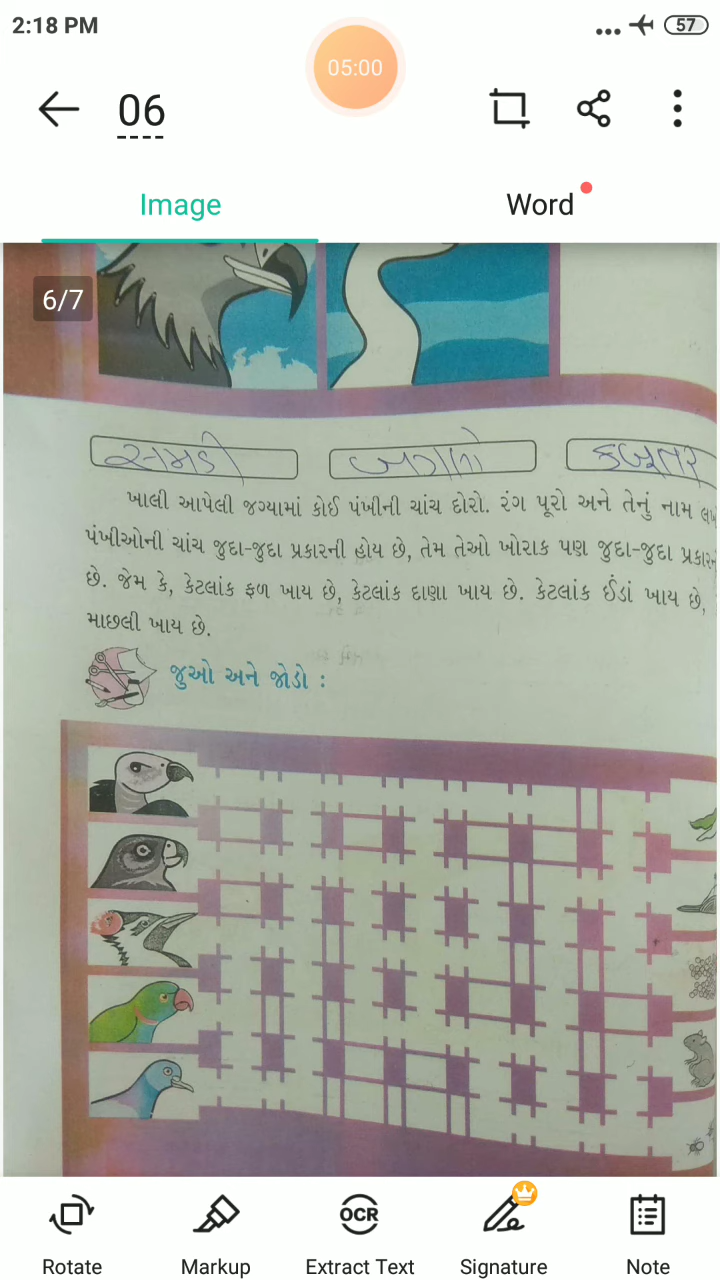 2:18 PM
57
05:00
06
Image
Word
6/7
સમડી બગલો કબૂતર
ખાલી આપેલી જગ્યામાં કોઈ પંખીની ચાંચ દોરો. રંગ પૂરો અને તેનું નામ
પંખીઓની ચાંચ જુદા-જુદા પ્રકારની હોય છે, તેમ તેઓ ખોરાક પણ જુદા-જુદા
છે. જેમ કે, કેટલાંક ફળ ખાય છે, કેટલાંક દાણા ખાય છે. કેટલાંક ઈંડાં ખાય છે,
માછલી ખાય છે.
જુઓ અને જોડો :
OCR
Rotate Markup Extract Text Signature Note